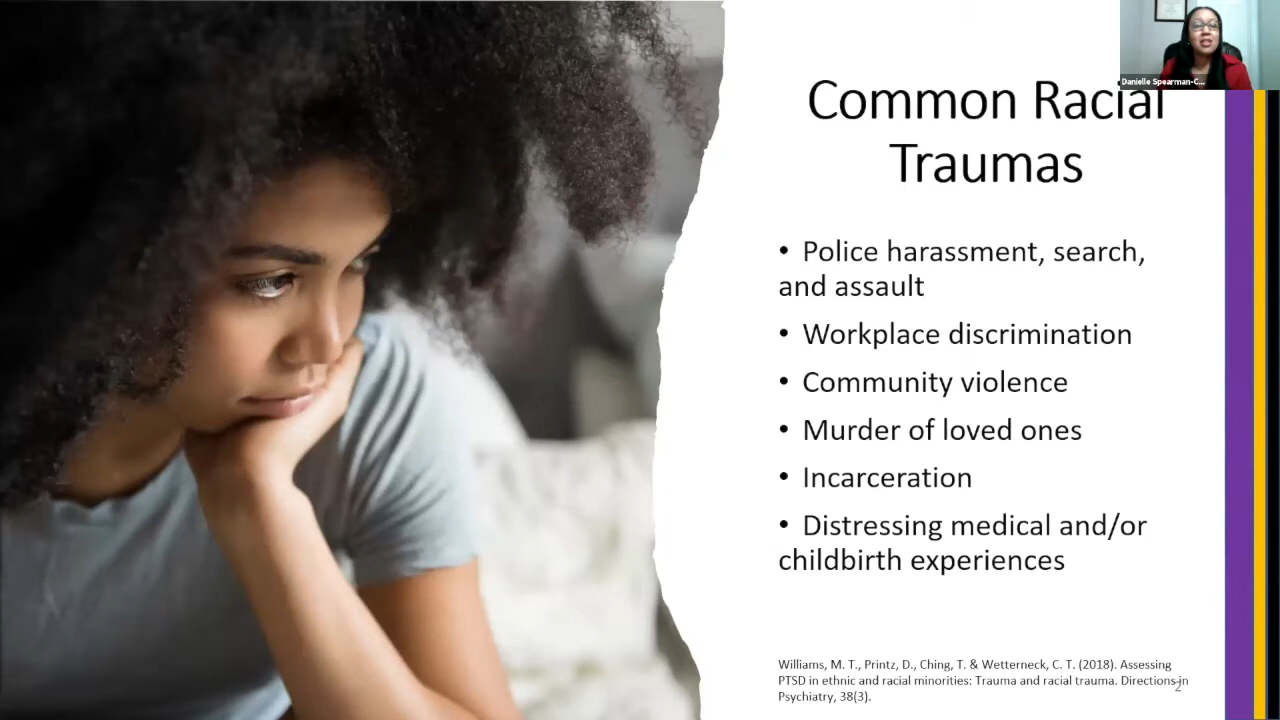 Danielle Spearman-C...
Common Racial
Traumas
• Police harassment, search,
and assault
• Workplace discrimination
• Community violence
• Murder of loved ones
• Incarceration
• Distressing medical and/or
childbirth experiences
Williams, M. T., Printz, D., Ching, T. & Wetterneck, C. T. (2018). Assessing
PTSD in ethnic and racial minorities: Trauma and racial trauma. Directions in
Psychiatry, 38(3).
2